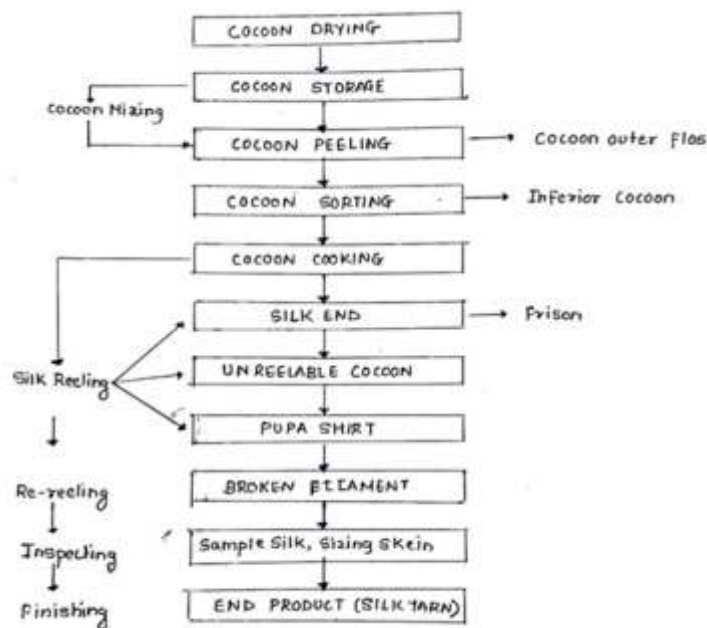 COCOON DRYING
COCOON STORAGE
Cocoon Mixing
COCOON PEELING
Cocoon outer Flos
COCOON SORTING
Inferior Cocoon
COCOON COOKING
SILK END
Frison
UNREELABLE COCOON
Silk Reeling
PUPA SHIRT
BROKEN FILAMENT
Re-reeling
Sample Silk, Sizing Skein
Inspecting
END PRODUCT (SILK YARN)
Finishing